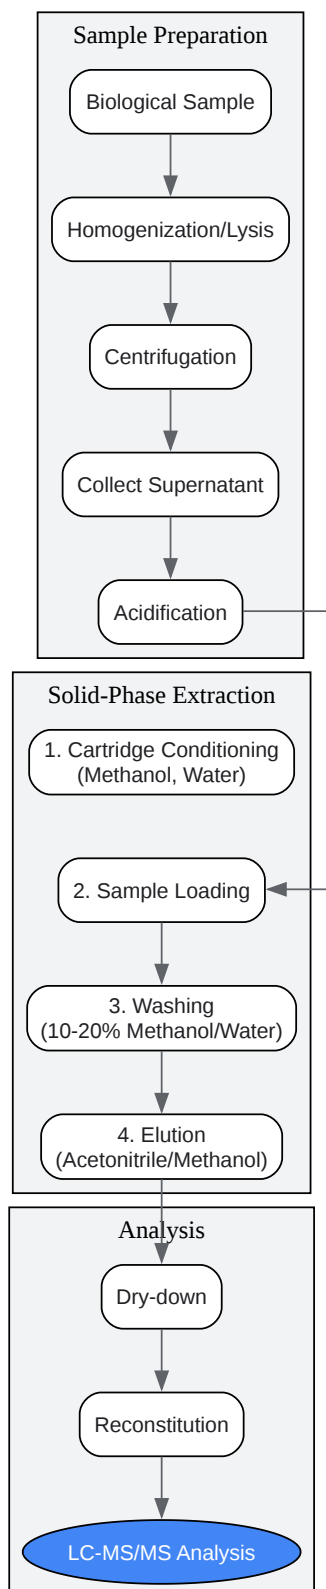 Sample Preparation
Biological Sample
Homogenization/Lysis
Centrifugation
Collect Supernatant
Acidification
Solid-Phase Extraction
1. Cartridge Conditioning
(Methanol, Water)
2. Sample Loading
3. Washing
(10-20% Methanol/Water)
4. Elution
(Acetonitrile/Methanol)
Analysis
Dry-down
Reconstitution
LC-MS/MS Analysis